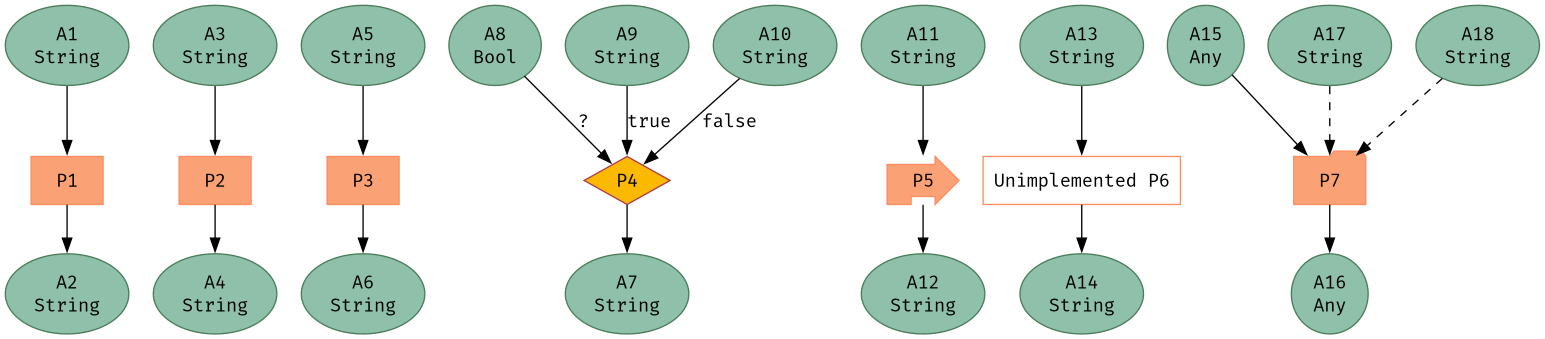 A1
String
A3
String
A5
String
A8
Bool
A9
String
A10
String
A11
String
A13
String
A15
Any
A17
String
A18
String
?
true
false
P1
P2
P3
P4
P5
Unimplemented P6
P7
A2
String
A4
String
A6
String
A7
String
A12
String
A14
String
A16
Any